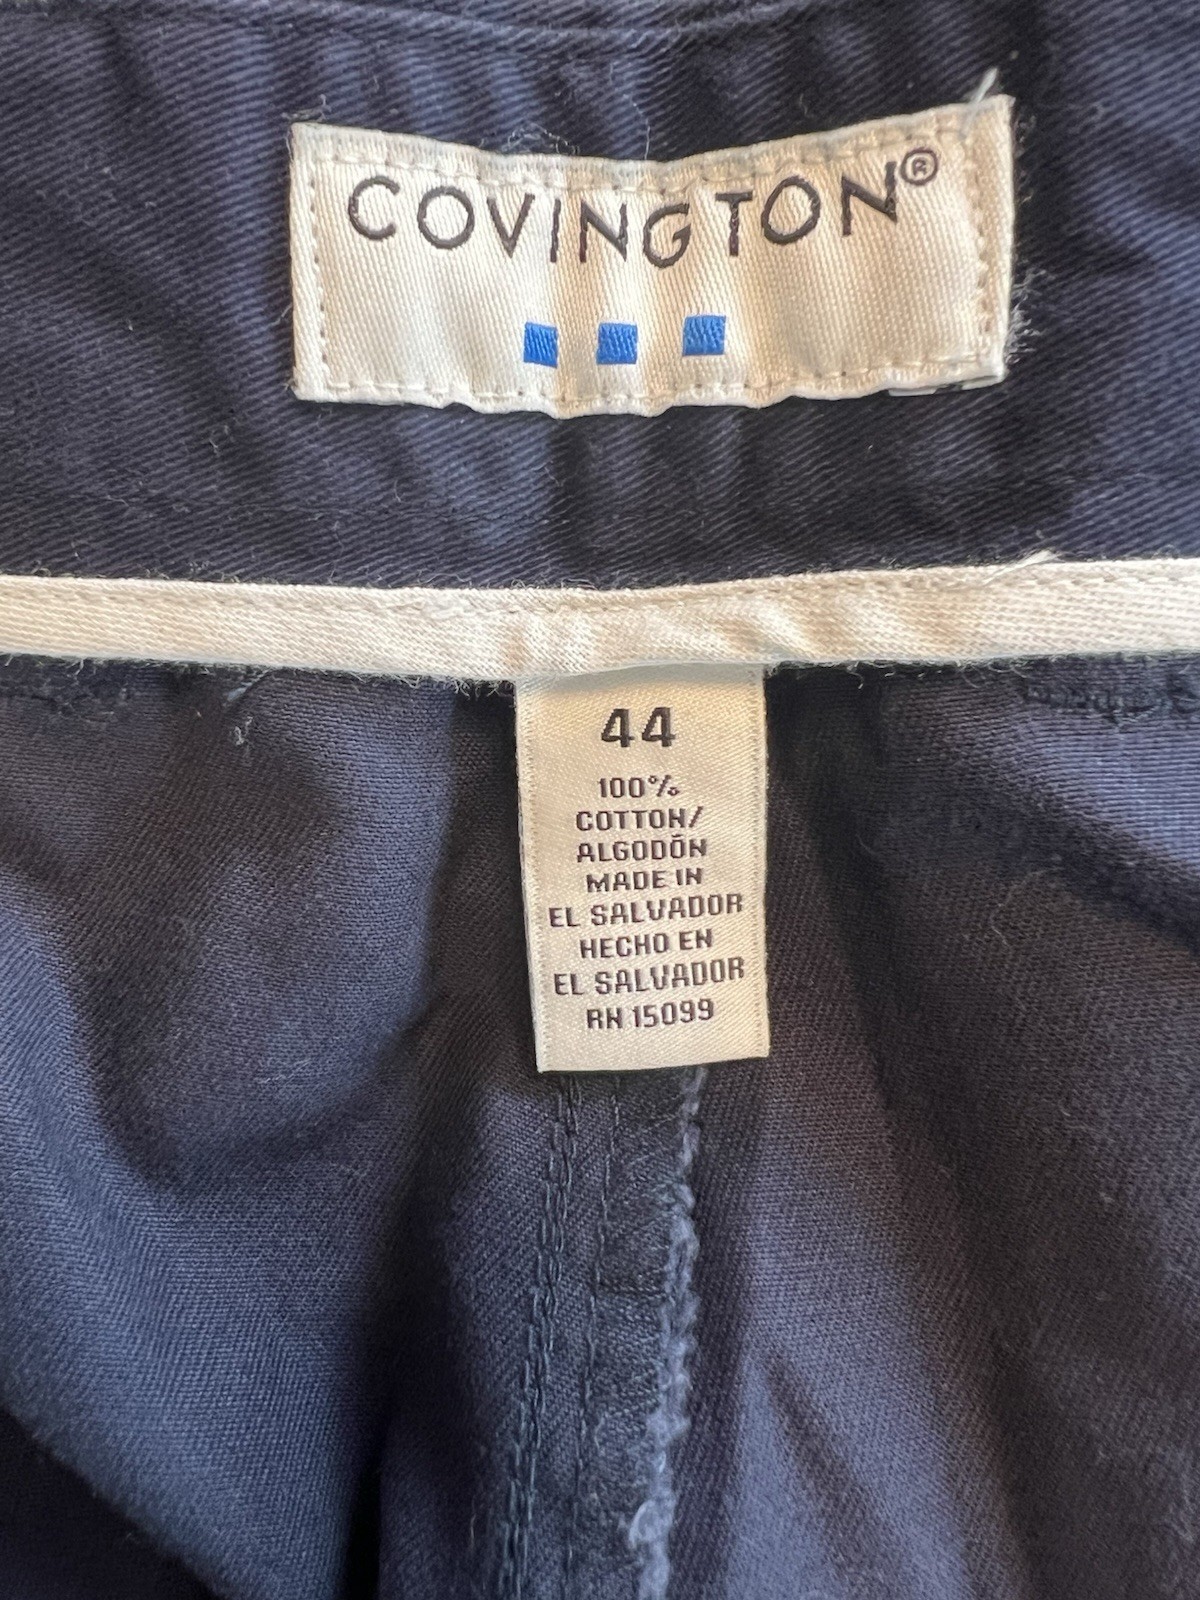 COVINGTON®
44
100%
COTTON/
ALGODÓN
MADE IN
EL SALVADOR
HECHO EN
EL SALVADOR
RN 15099